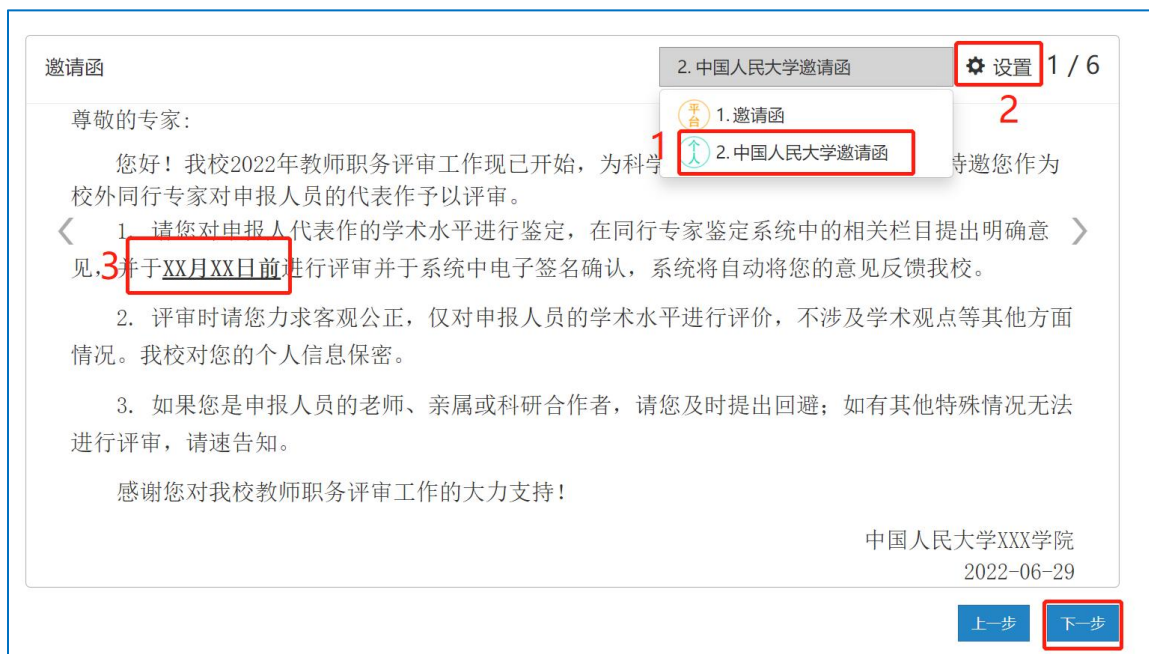 邀请函
2. 中国人民大学邀请函
设置
1 / 6
2
平台
1. 邀请函
1
个人
2. 中国人民大学邀请函
尊敬的专家:
您好！我校2022年教师职务评审工作现已开始，为科
特邀您作为
校外同行专家对申报人员的代表作予以评审。
1. 请您对申报人代表作的学术水平进行鉴定，在同行专家鉴定系统中的相关栏目提出明确意
3
见，并于XX月XX日前进行评审并于系统中电子签名确认，系统将自动将您的意见反馈我校。
2. 评审时请您力求客观公正，仅对申报人员的学术水平进行评价，不涉及学术观点等其他方面
情况。我校对您的个人信息保密。
3. 如果您是申报人员的老师、亲属或科研合作者，请您及时提出回避；如有其他特殊情况无法
进行评审，请速告知。
感谢您对我校教师职务评审工作的大力支持！
中国人民大学XXX学院
2022-06-29
上一步
下一步